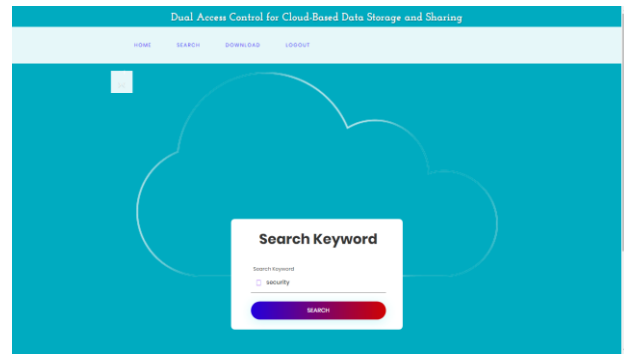 Dual Access Control for Cloud-Based Data Storage and Sharing
HOME SEARCH DOWNLOAD LOGOUT
Search Keyword
Search Keyword
security
SEARCH